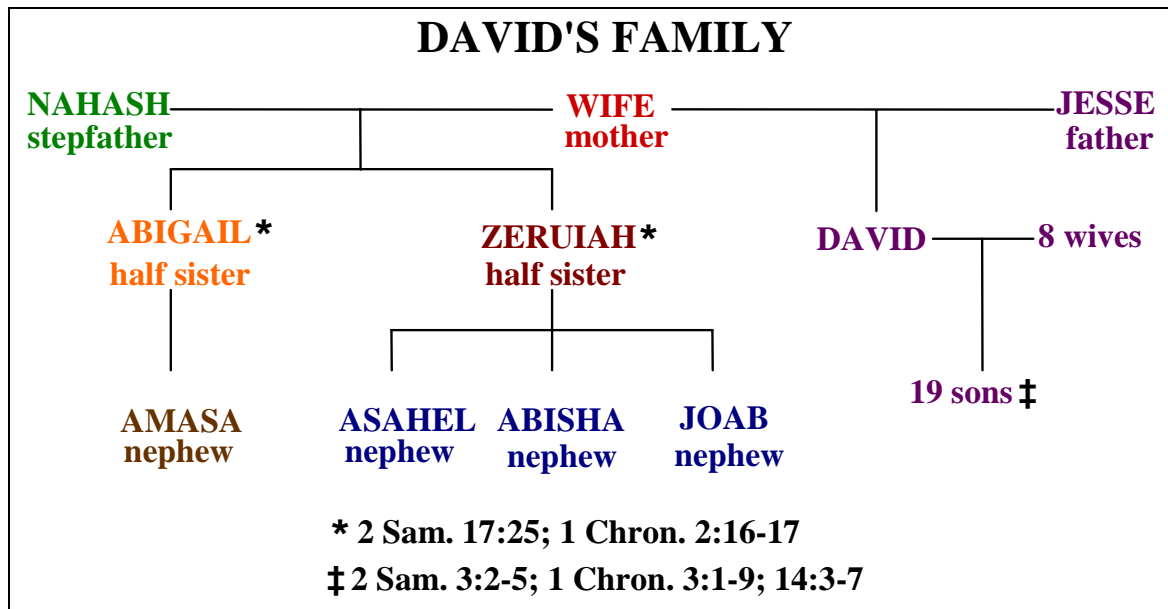 DAVID'S FAMILY
NAHASH
stepfather
WIFE
mother
JESSE
father
ABIGAIL *
half sister
ZERUIAH *
half sister
DAVID
8 wives
AMASA
nephew
ASAHEL
nephew
ABISHA
nephew
JOAB
nephew
19 sons ‡
* 2 Sam. 17:25; 1 Chron. 2:16-17
‡ 2 Sam. 3:2-5; 1 Chron. 3:1-9; 14:3-7